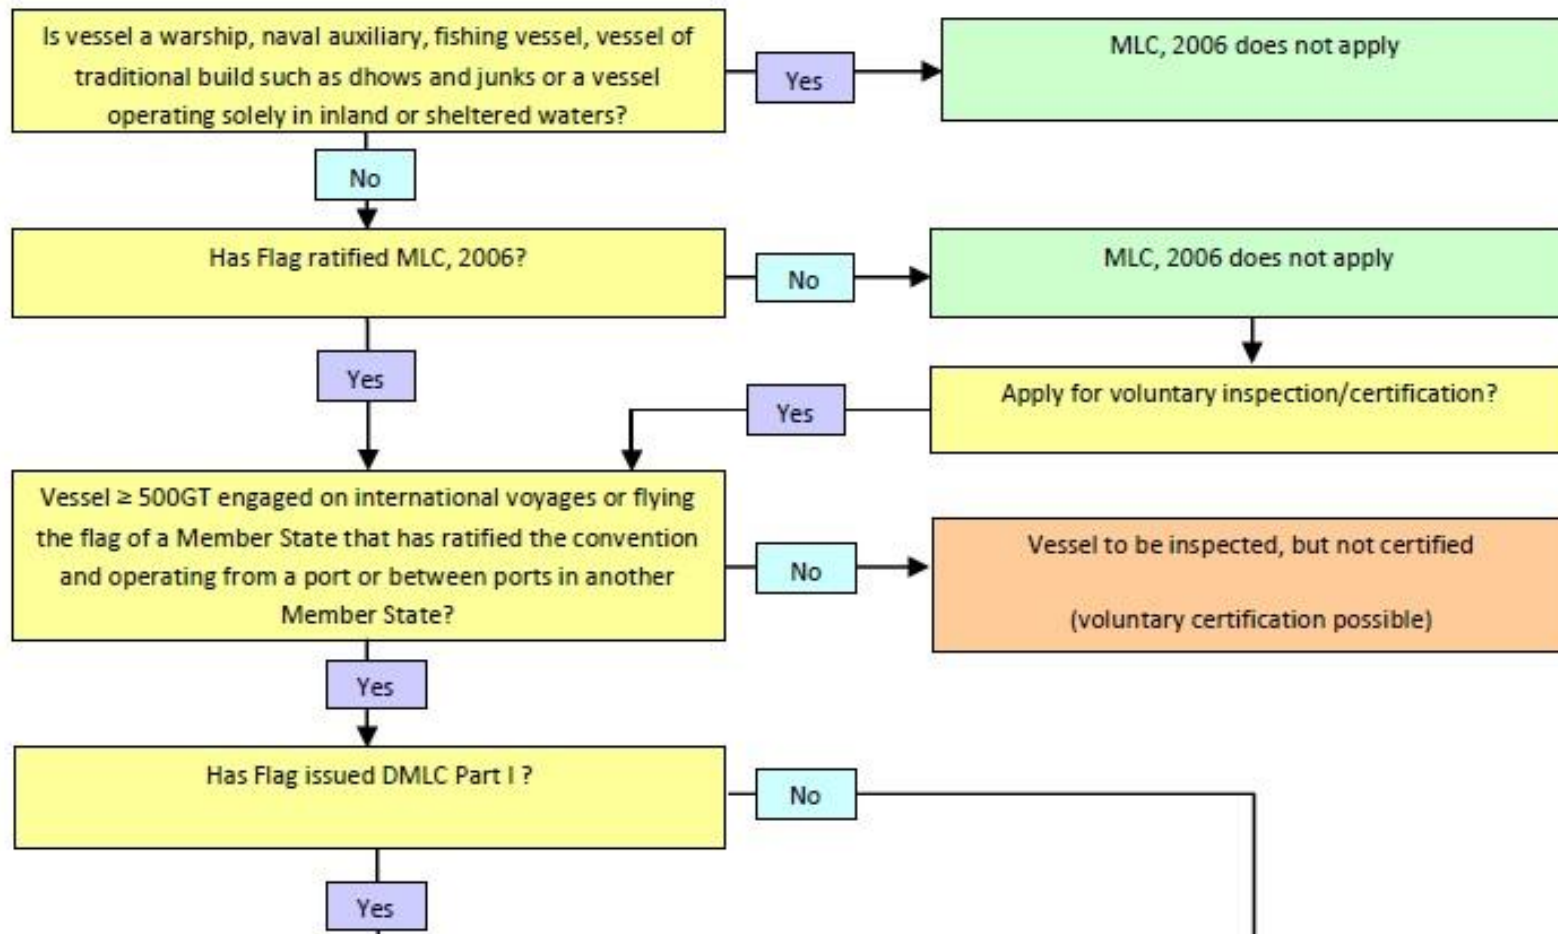 Is vessel a warship, naval auxiliary, fishing vessel, vessel of
traditional build such as dhows and junks or a vessel
operating solely in inland or sheltered waters?
Yes
MLC, 2006 does not apply
No
Has Flag ratified MLC, 2006?
No
MLC, 2006 does not apply
Yes
Apply for voluntary inspection/certification?
Yes
Vessel ≥ 500GT engaged on international voyages or flying
the flag of a Member State that has ratified the convention
and operating from a port or between ports in another
Member State?
No
Vessel to be inspected, but not certified
(voluntary certification possible)
Yes
Has Flag issued DMLC Part I ?
No
Yes